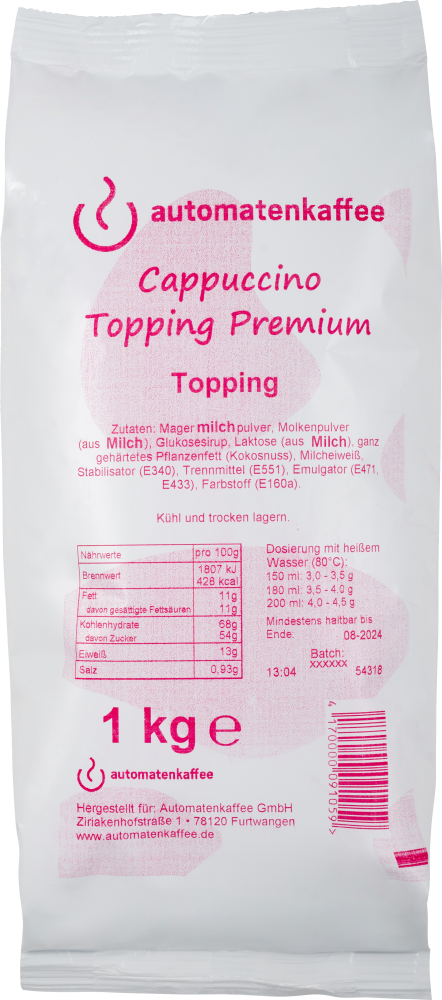 automatenkaffee
Cappuccino
Topping Premium
Topping
Zutaten: Magermilchpulver, Molkenpulver
(aus Milch), Glukosesirup, Laktose (aus Milch), ganz
gehärtetes Pflanzenfett (Kokosnuss), Milcheiweiß,
Stabilisator (E340), Trennmittel (E551), Emulgator (E471,
E433), Farbstoff (E160a).
Kühl und trocken lagern.
Nährwerte pro 100g
Brennwert 1807 kJ
428 kcal
Fett 11g
davon gesättigte Fettsäuren 11g
Kohlenhydrate 68g
davon Zucker 54g
Eiweiß 13g
Salz 0,93g
Dosierung mit heißem
Wasser (80°C):
150 ml: 3,0 - 3,5 g
180 ml: 3,5 - 4,0 g
200 ml: 4,0 - 4,5 g
Mindestens haltbar bis
Ende: 08-2024
Batch:
XXXXXX
13:04 54318
1 kg e
automatenkaffee
Hergestellt für: Automatenkaffee GmbH
Ziriakenhofstraße 1 • 78120 Furtwangen
www.automatenkaffee.de